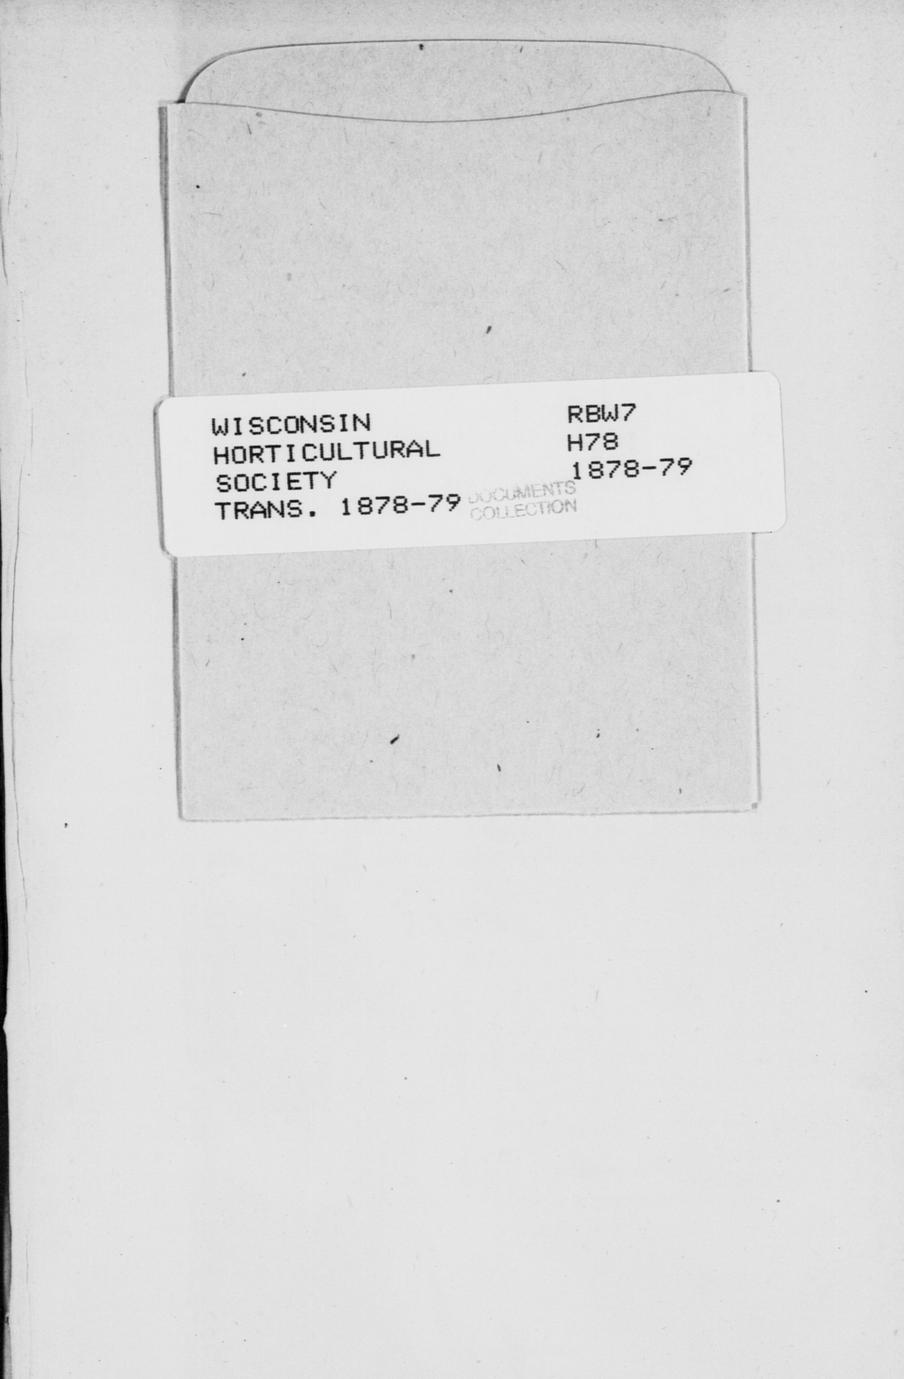 WISCONSIN
HORTICULTURAL
SOCIETY
TRANS. 1878-79
RBW7
H78
1878-79
DOCUMENTS
COLLECTION